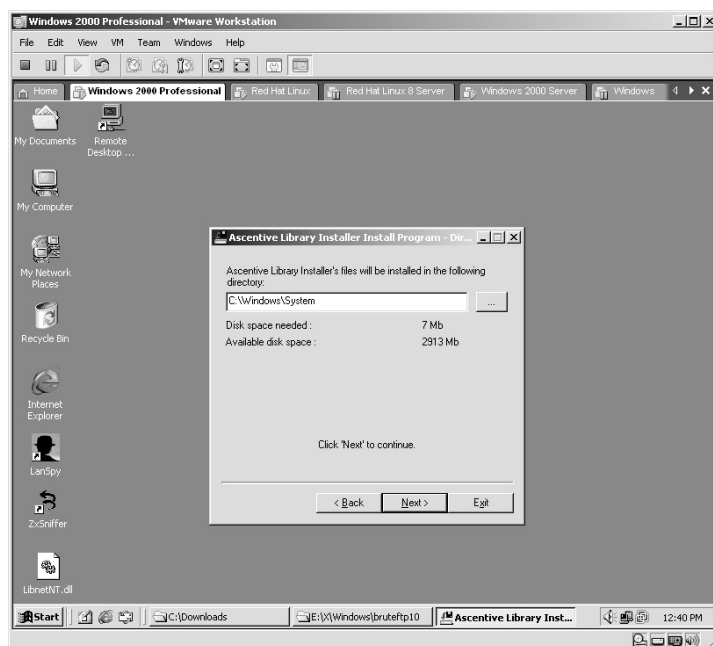 Windows 2000 Professional - VMware Workstation
File Edit View VM Team Windows Help
Home Windows 2000 Professional Red Hat Linux Red Hat Linux 8 Server Windows 2000 Server Windows
My Documents
Remote Desktop ...
My Computer
My Network Places
Recycle Bin
Internet Explorer
LanSpy
ZxSniffer
LibnetNT.dll
Ascentive Library Installer Install Program - Dir...
Ascentive Library Installer's files will be installed in the following
directory:
C:\Windows\System
...
Disk space needed : 7 Mb
Available disk space : 2913 Mb
Click 'Next' to continue.
< Back Next > Exit
Start C:\Downloads E:\X\Windows\bruteftp10 Ascentive Library Inst... 12:40 PM